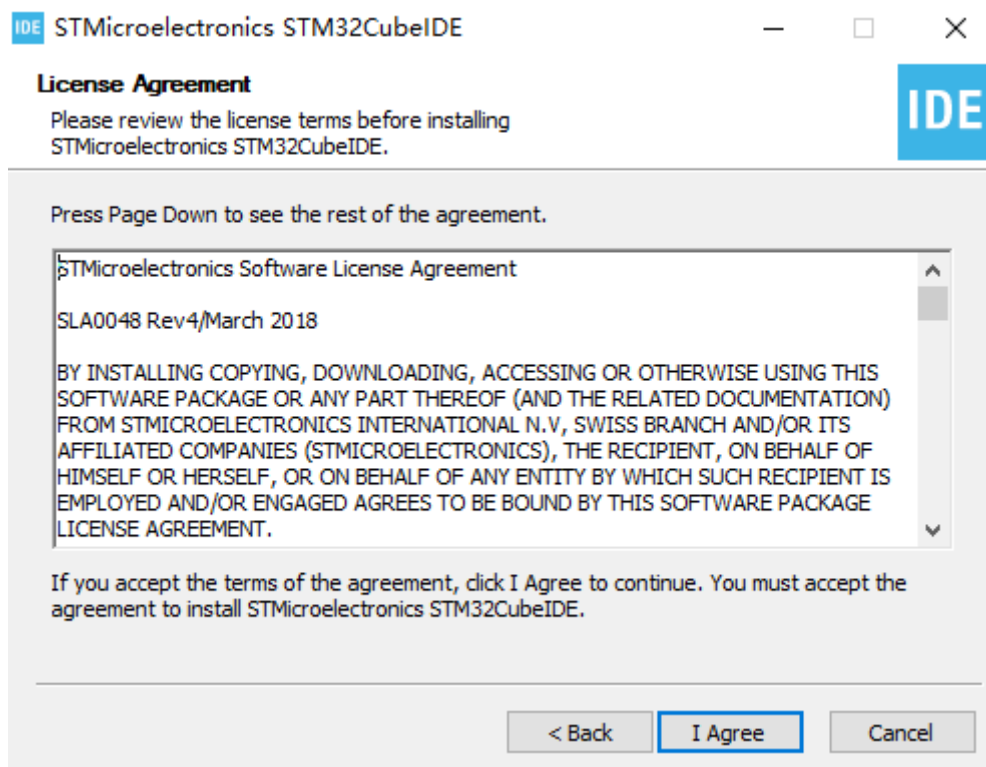 IDE STMicroelectronics STM32CubeIDE
License Agreement
Please review the license terms before installing
STMicroelectronics STM32CubeIDE.
IDE
Press Page Down to see the rest of the agreement.
STMicroelectronics Software License Agreement
SLA0048 Rev4/March 2018
BY INSTALLING COPYING, DOWNLOADING, ACCESSING OR OTHERWISE USING THIS
SOFTWARE PACKAGE OR ANY PART THEREOF (AND THE RELATED DOCUMENTATION)
FROM STMICROELECTRONICS INTERNATIONAL N.V, SWISS BRANCH AND/OR ITS
AFFILIATED COMPANIES (STMICROELECTRONICS), THE RECIPIENT, ON BEHALF OF
HIMSELF OR HERSELF, OR ON BEHALF OF ANY ENTITY BY WHICH SUCH RECIPIENT IS
EMPLOYED AND/OR ENGAGED AGREES TO BE BOUND BY THIS SOFTWARE PACKAGE
LICENSE AGREEMENT.
If you accept the terms of the agreement, click I Agree to continue. You must accept the
agreement to install STMicroelectronics STM32CubeIDE.
< Back I Agree Cancel